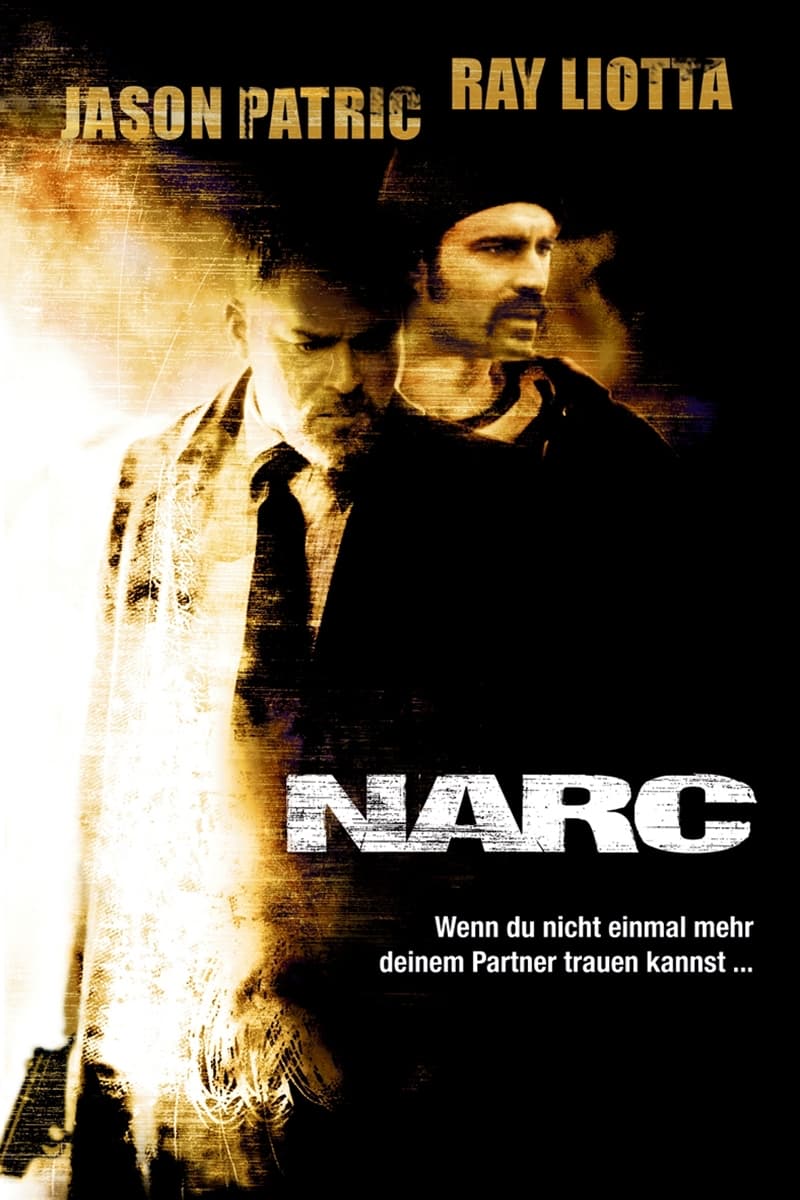 JASON PATRIC
RAY LIOTTA
NARC
Wenn du nicht einmal mehr
deinem Partner trauen kannst ...